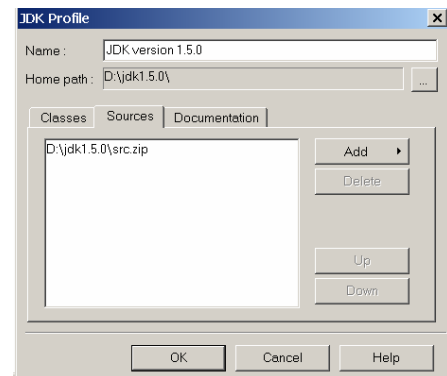 JDK Profile
Name : JDK version 1.5.0
Home path : D:\jdk1.5.0\ ...
Classes Sources Documentation
D:\jdk1.5.0\src.zip
Add
Delete
Up
Down
OK Cancel Help